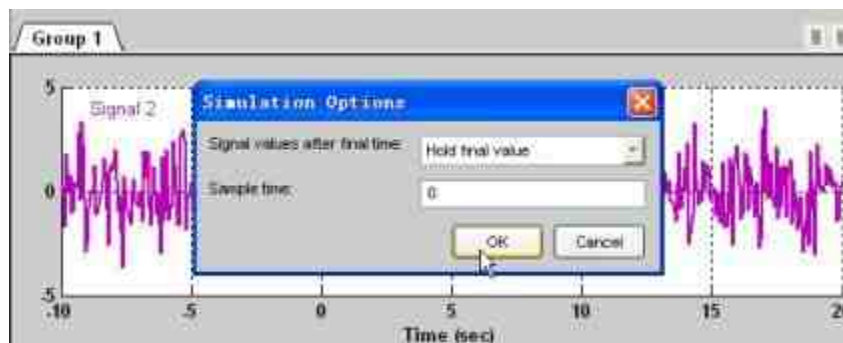 Group 1
5
Signal 2
0
-5
-10
-5
0
5
10
15
Time (sec)
Simulation Options
Signal values after final time:
Hold final value
Sample time:
0
OK
Cancel